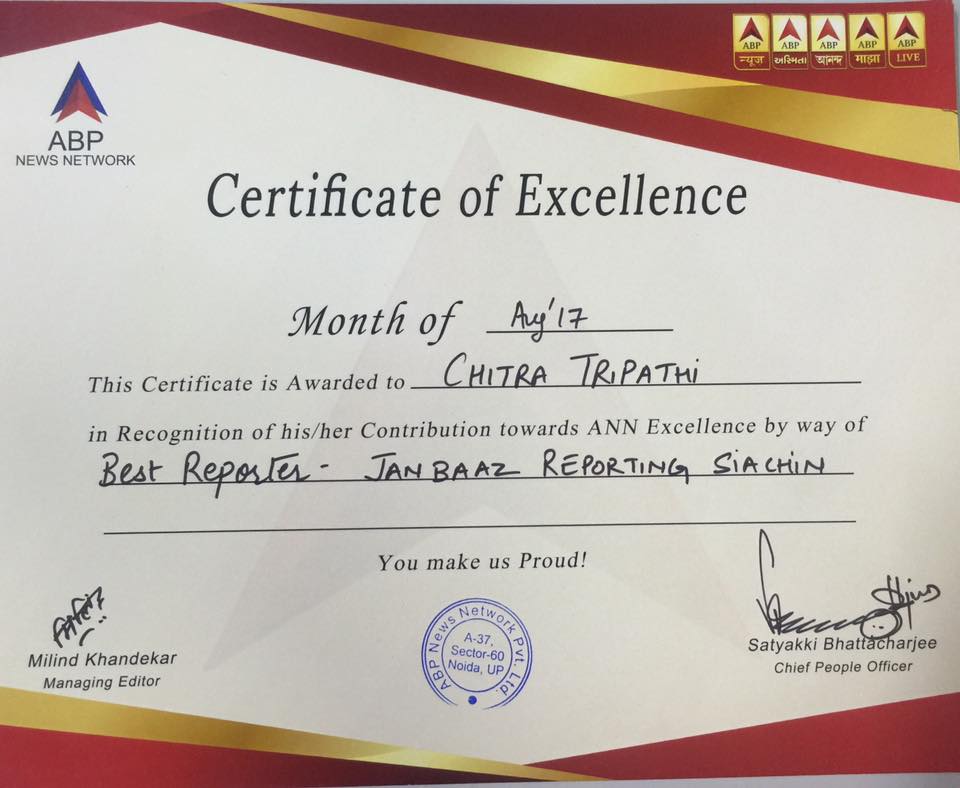 ABP ABP ABP ABP ABP
न्यूज़ અસ્મિતા আনন্দ माझा LIVE
ABP
NEWS NETWORK
Certificate of Excellence
Month of Aug'17
This Certificate is Awarded to CHITRA TRIPATHI
in Recognition of his/her Contribution towards ANN Excellence by way of
Best Reporter - JANBAAZ REPORTING SIACHIN
You make us Proud!
Milind Khandekar
Managing Editor
ABP News Network Pvt. Ltd.
A-37,
Sector-60
Noida, UP
Satyakki Bhattacharjee
Chief People Officer